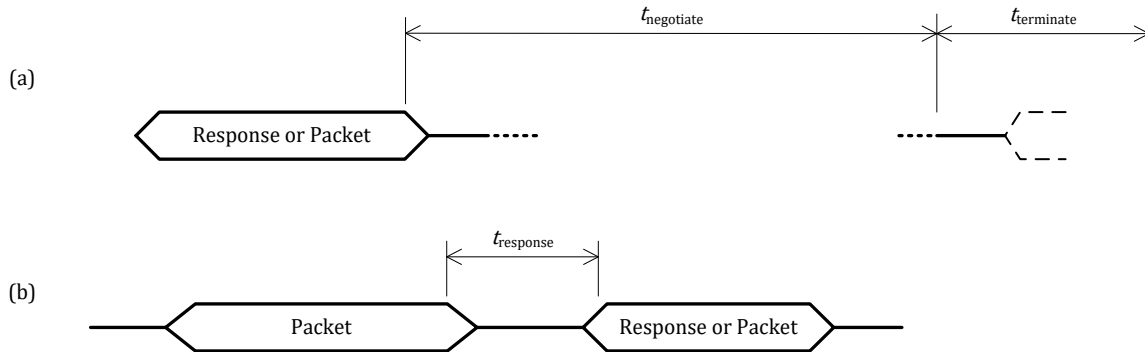 t_negotiate t_terminate
(a)
Response or Packet
t_response
(b)
Packet Response or Packet